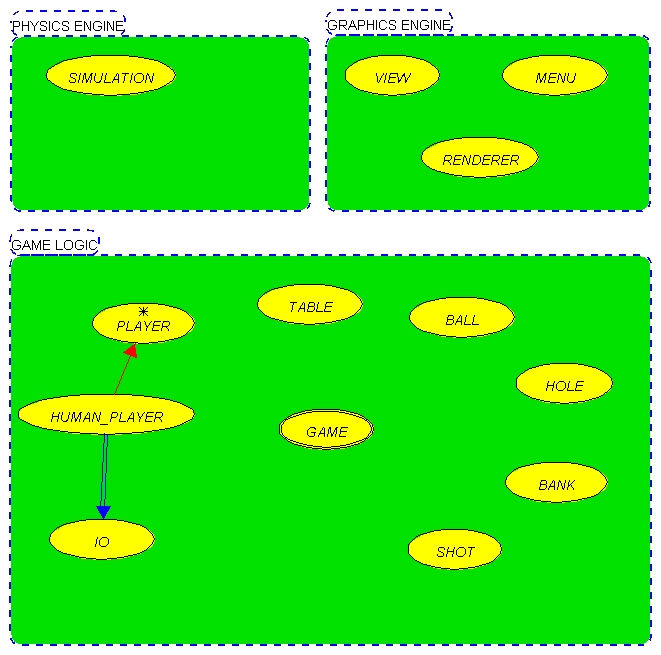 PHYSICS ENGINE
GRAPHICS ENGINE
SIMULATION
VIEW
MENU
RENDERER
GAME LOGIC
*
PLAYER
TABLE
BALL
HOLE
HUMAN_PLAYER
GAME
BANK
IO
SHOT